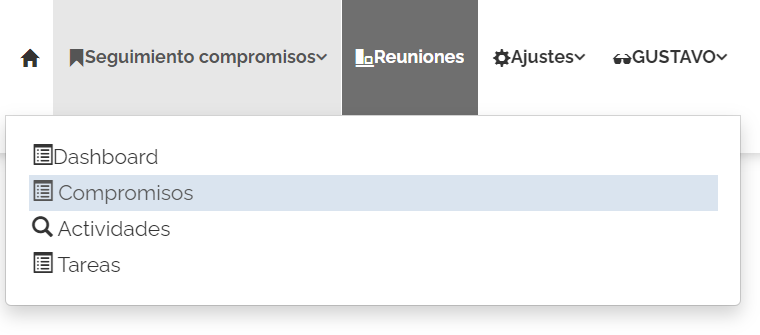 Seguimiento compromisos Reuniones Ajustes GUSTAVO
Dashboard
Compromisos
Actividades
Tareas